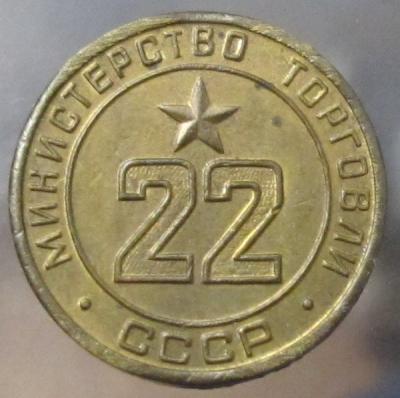 МИНИСТЕРСТВО ТОРГОВЛИ
22
· СССР ·